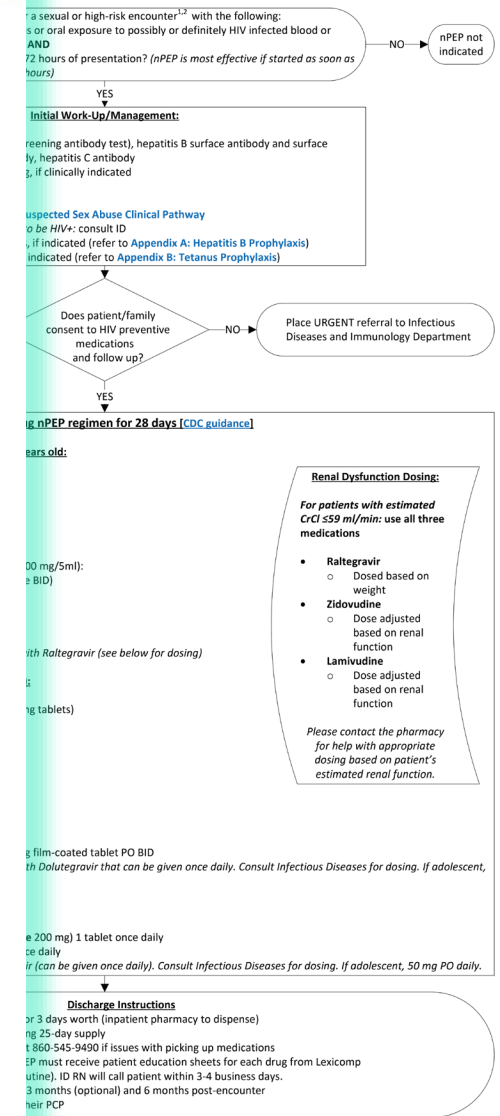 a sexual or high-risk encounter1,2 with the following:
s or oral exposure to possibly or definitely HIV infected blood or
AND
72 hours of presentation? (nPEP is most effective if started as soon as
hours)
NO
nPEP not
indicated
YES
Initial Work-Up/Management:
reening antibody test), hepatitis B surface antibody and surface
dy, hepatitis C antibody
g, if clinically indicated
uspected Sex Abuse Clinical Pathway
o be HIV+: consult ID
, if indicated (refer to Appendix A: Hepatitis B Prophylaxis)
indicated (refer to Appendix B: Tetanus Prophylaxis)
Does patient/family
consent to HIV preventive
medications
and follow up?
NO
Place URGENT referral to Infectious
Diseases and Immunology Department
YES
g nPEP regimen for 28 days [CDC guidance]
ears old:
Renal Dysfunction Dosing:
For patients with estimated
CrCl ≤59 ml/min: use all three
medications
• Raltegravir
o Dosed based on
weight
• Zidovudine
o Dose adjusted
based on renal
function
• Lamivudine
o Dose adjusted
based on renal
function
Please contact the pharmacy
for help with appropriate
dosing based on patient's
estimated renal function.
00 mg/5ml):
e BID)
ith Raltegravir (see below for dosing)
:
ng tablets)
g film-coated tablet PO BID
th Dolutegravir that can be given once daily. Consult Infectious Diseases for dosing. If adolescent,
e 200 mg) 1 tablet once daily
ce daily
ir (can be given once daily). Consult Infectious Diseases for dosing. If adolescent, 50 mg PO daily.
Discharge Instructions
or 3 days worth (inpatient pharmacy to dispense)
ng 25-day supply
t 860-545-9490 if issues with picking up medications
EP must receive patient education sheets for each drug from Lexicomp
utine). ID RN will call patient within 3-4 business days.
3 months (optional) and 6 months post-encounter
heir PCP